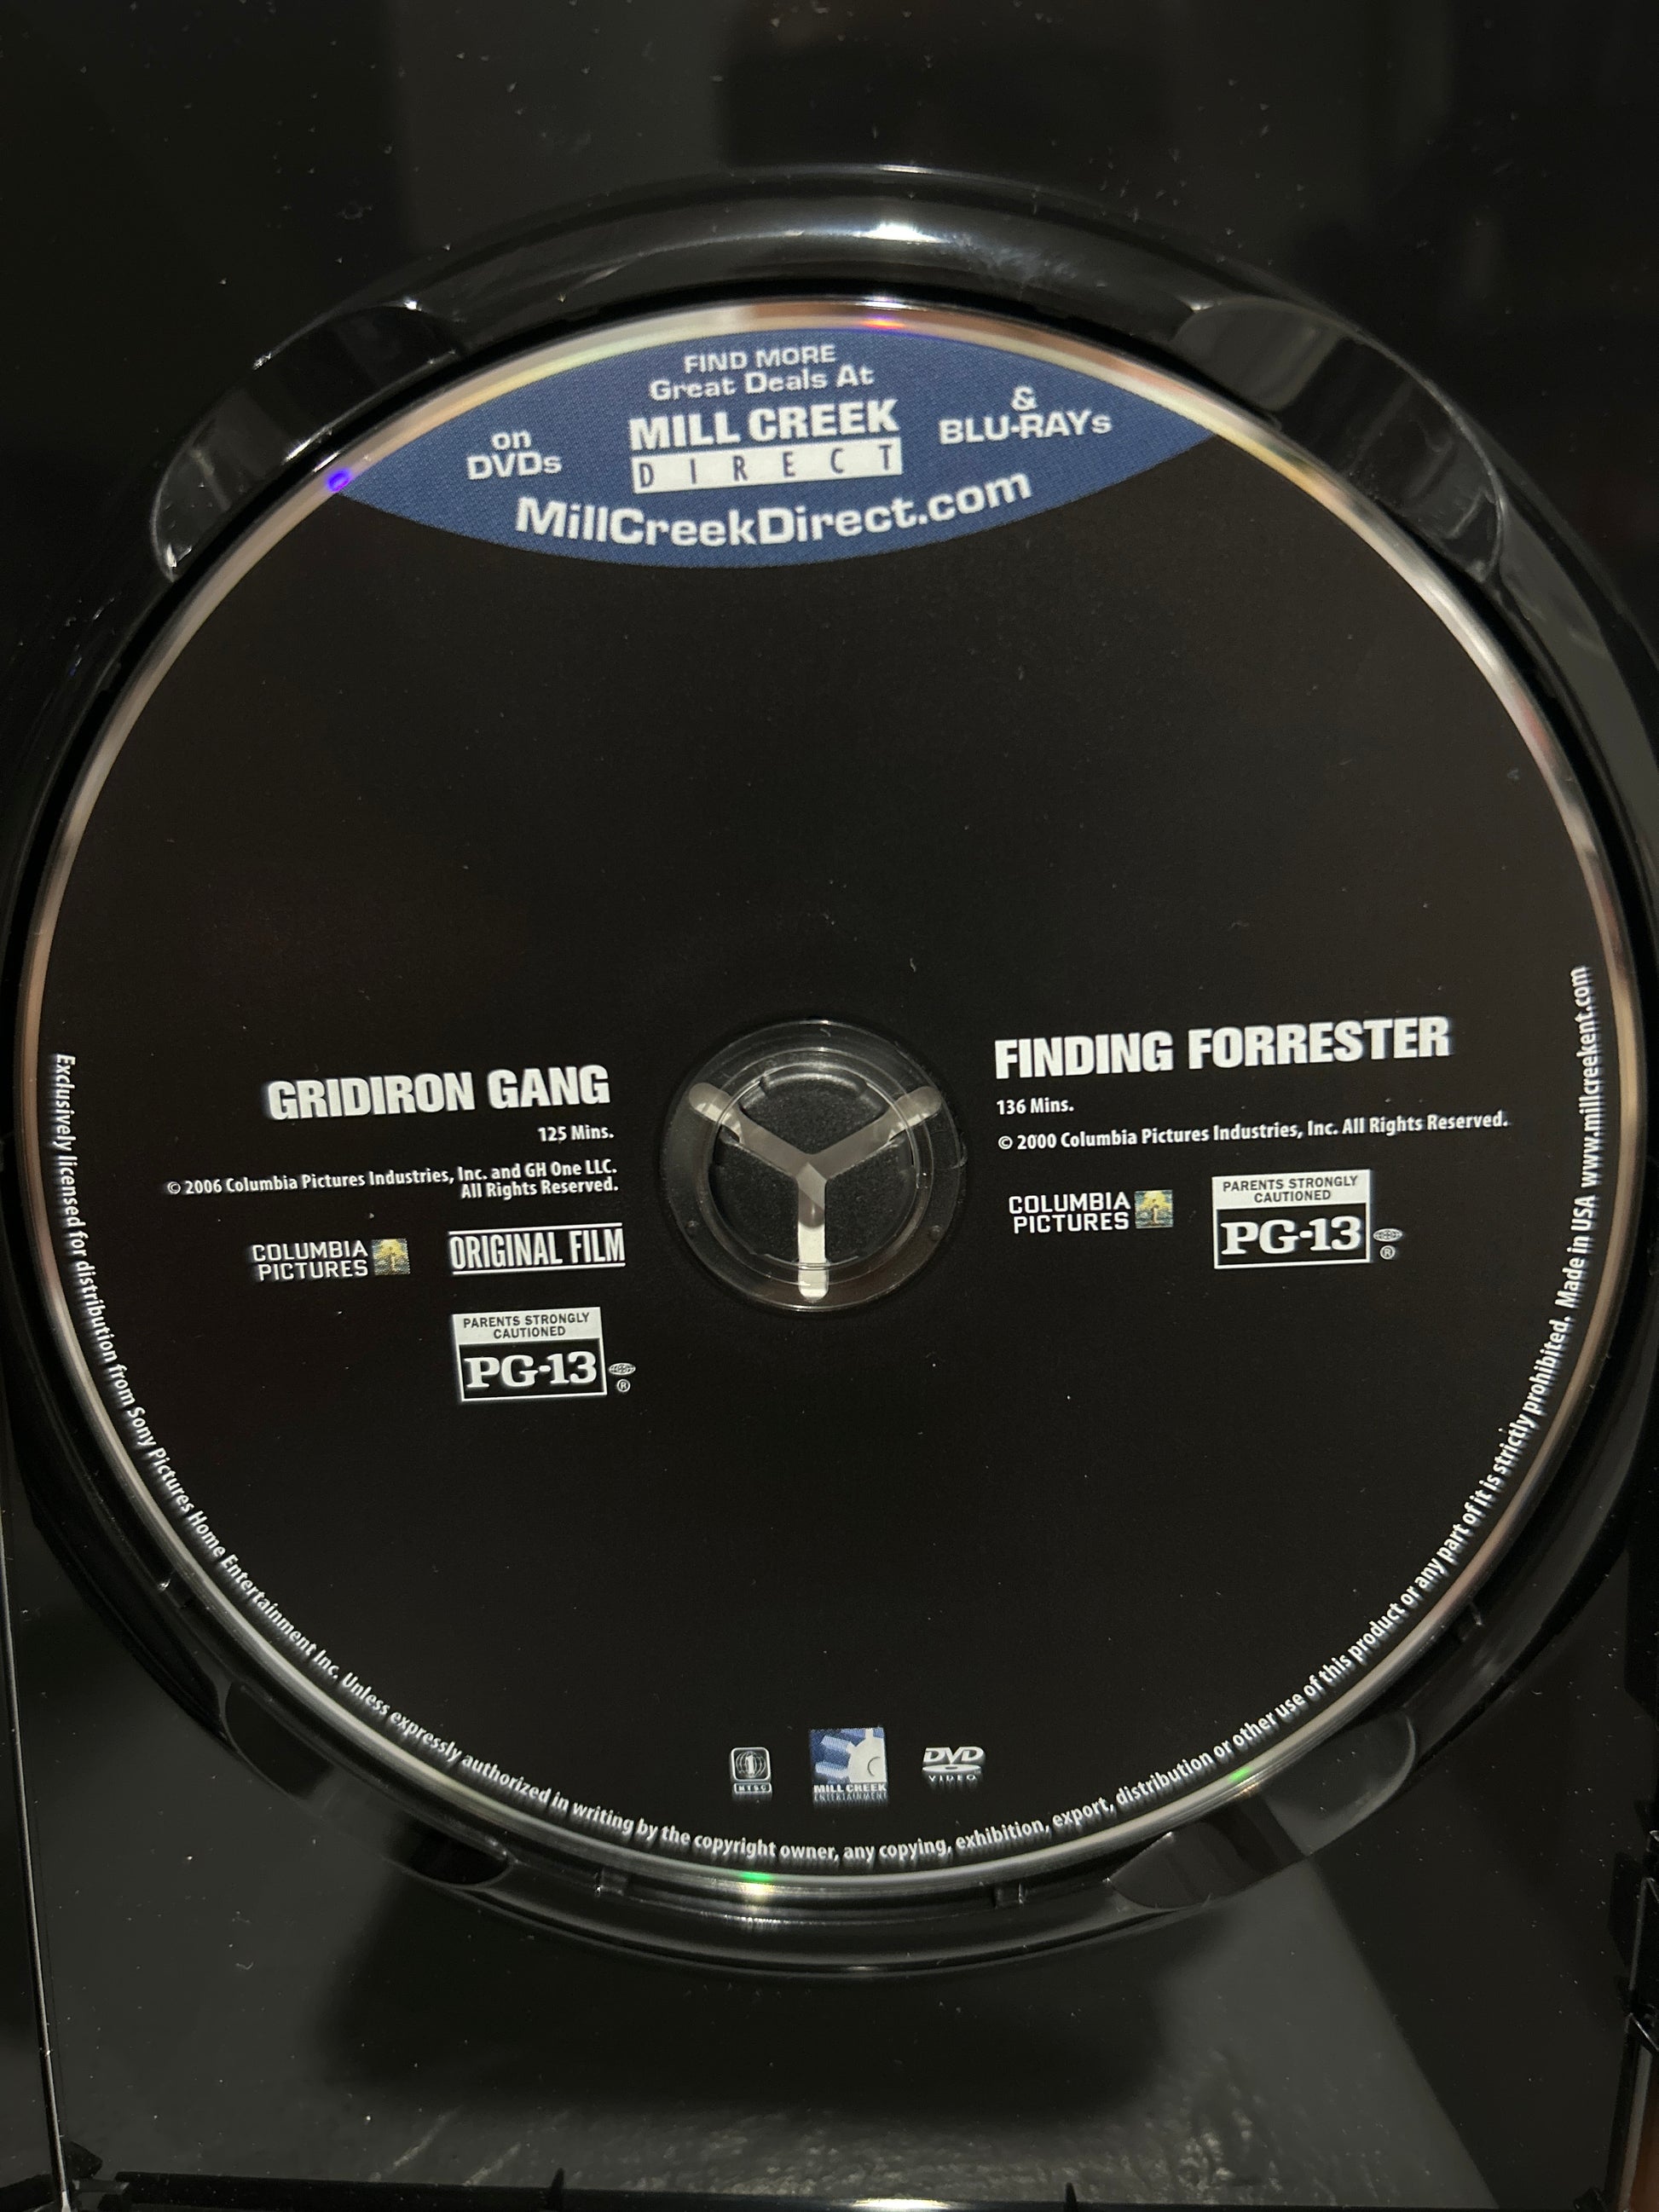 FIND MORE
Great Deals At
on
DVDs
MILL CREEK
DIRECT
&
BLU-RAYs
MillCreekDirect.com
GRIDIRON GANG
125 Mins.
© 2006 Columbia Pictures Industries, Inc. and GH One LLC.
All Rights Reserved.
COLUMBIA
PICTURES
ORIGINAL FILM
PARENTS STRONGLY
CAUTIONED
PG-13
®
FINDING FORRESTER
136 Mins.
© 2000 Columbia Pictures Industries, Inc. All Rights Reserved.
COLUMBIA
PICTURES
PARENTS STRONGLY
CAUTIONED
PG-13
®
1
NTSC
MILL CREEK
ENTERTAINMENT
DVD
VIDEO
Exclusively licensed for distribution from Sony Pictures Home Entertainment Inc. Unless expressly authorized in writing by the copyright owner, any copying, exhibition, export, distribution or other use of this product or any part of it is strictly prohibited. Made in USA www.millcreekent.com